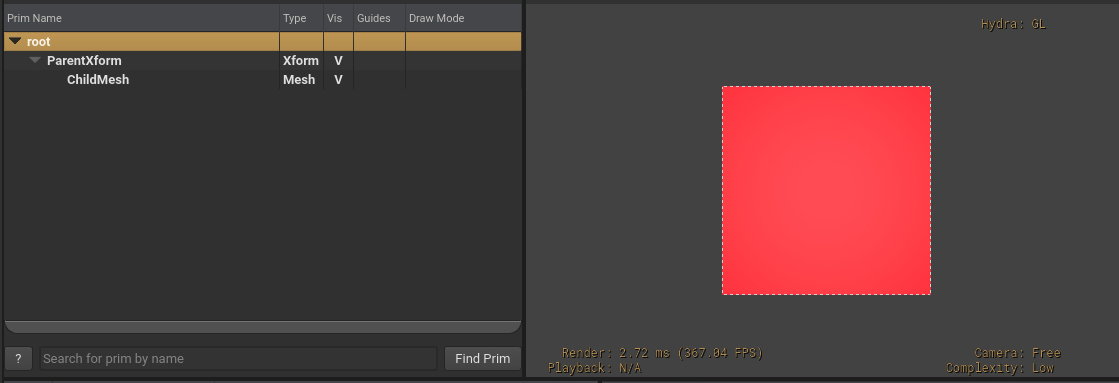 Prim Name Type Vis Guides Draw Mode
root
ParentXform Xform V
ChildMesh Mesh V
? Search for prim by name Find Prim
Hydra: GL
Render: 2.72 ms (367.04 FPS)
Playback: N/A
Camera: Free
Complexity: Low